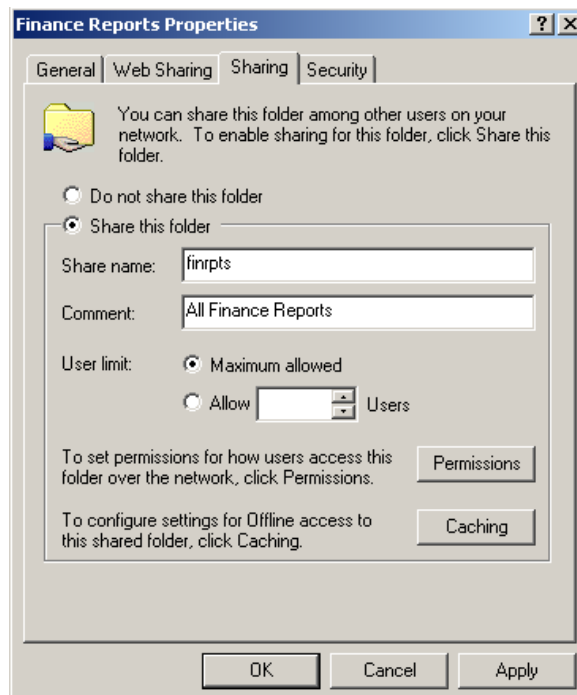 Finance Reports Properties
General Web Sharing Sharing Security
You can share this folder among other users on your
network. To enable sharing for this folder, click Share this
folder.
Do not share this folder
Share this folder
Share name: finrpts
Comment: All Finance Reports
User limit: Maximum allowed
Allow Users
To set permissions for how users access this
folder over the network, click Permissions.
Permissions
To configure settings for Offline access to
this shared folder, click Caching.
Caching
OK Cancel Apply